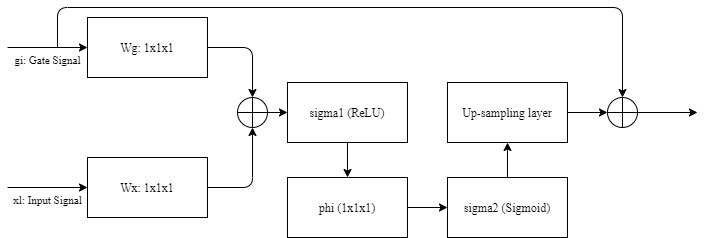 Wg: 1x1x1
gi: Gate Signal
sigma1 (ReLU)
Up-sampling layer
Wx: 1x1x1
xl: Input Signal
phi (1x1x1)
sigma2 (Sigmoid)